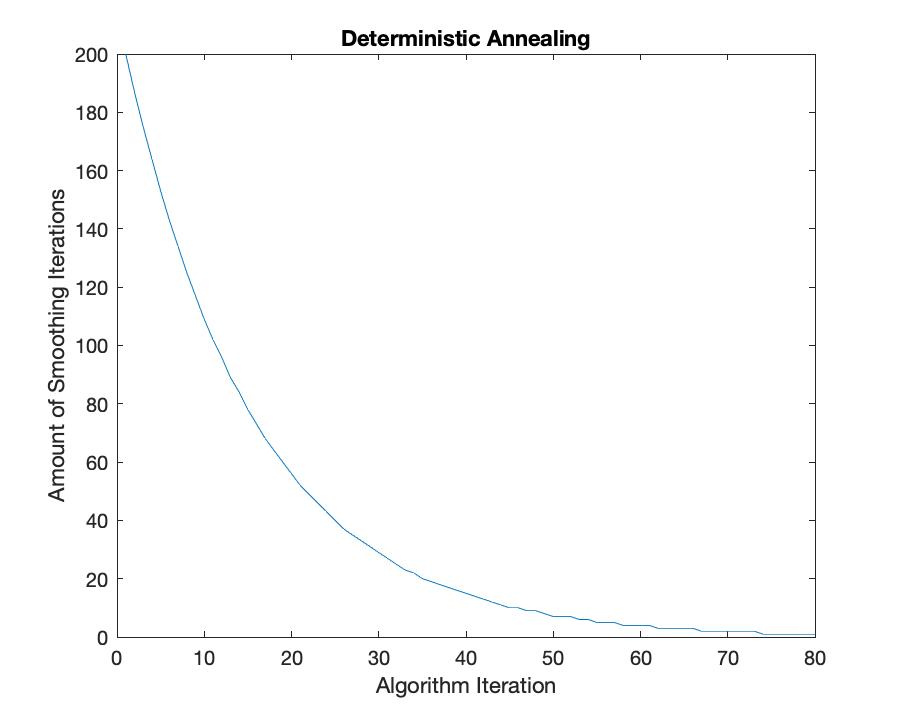 Deterministic Annealing
200
180
160
140
120
100
80
60
40
20
0
Amount of Smoothing Iterations
0 10 20 30 40 50 60 70 80
Algorithm Iteration